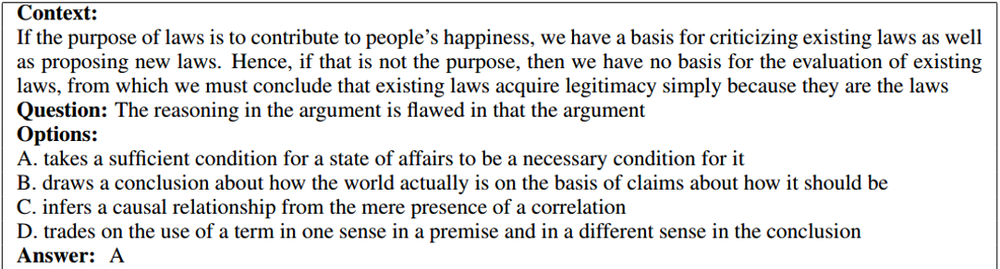 Context:
If the purpose of laws is to contribute to people's happiness, we have a basis for criticizing existing laws as well
as proposing new laws. Hence, if that is not the purpose, then we have no basis for the evaluation of existing
laws, from which we must conclude that existing laws acquire legitimacy simply because they are the laws
Question: The reasoning in the argument is flawed in that the argument
Options:
A. takes a sufficient condition for a state of affairs to be a necessary condition for it
B. draws a conclusion about how the world actually is on the basis of claims about how it should be
C. infers a causal relationship from the mere presence of a correlation
D. trades on the use of a term in one sense in a premise and in a different sense in the conclusion
Answer: A